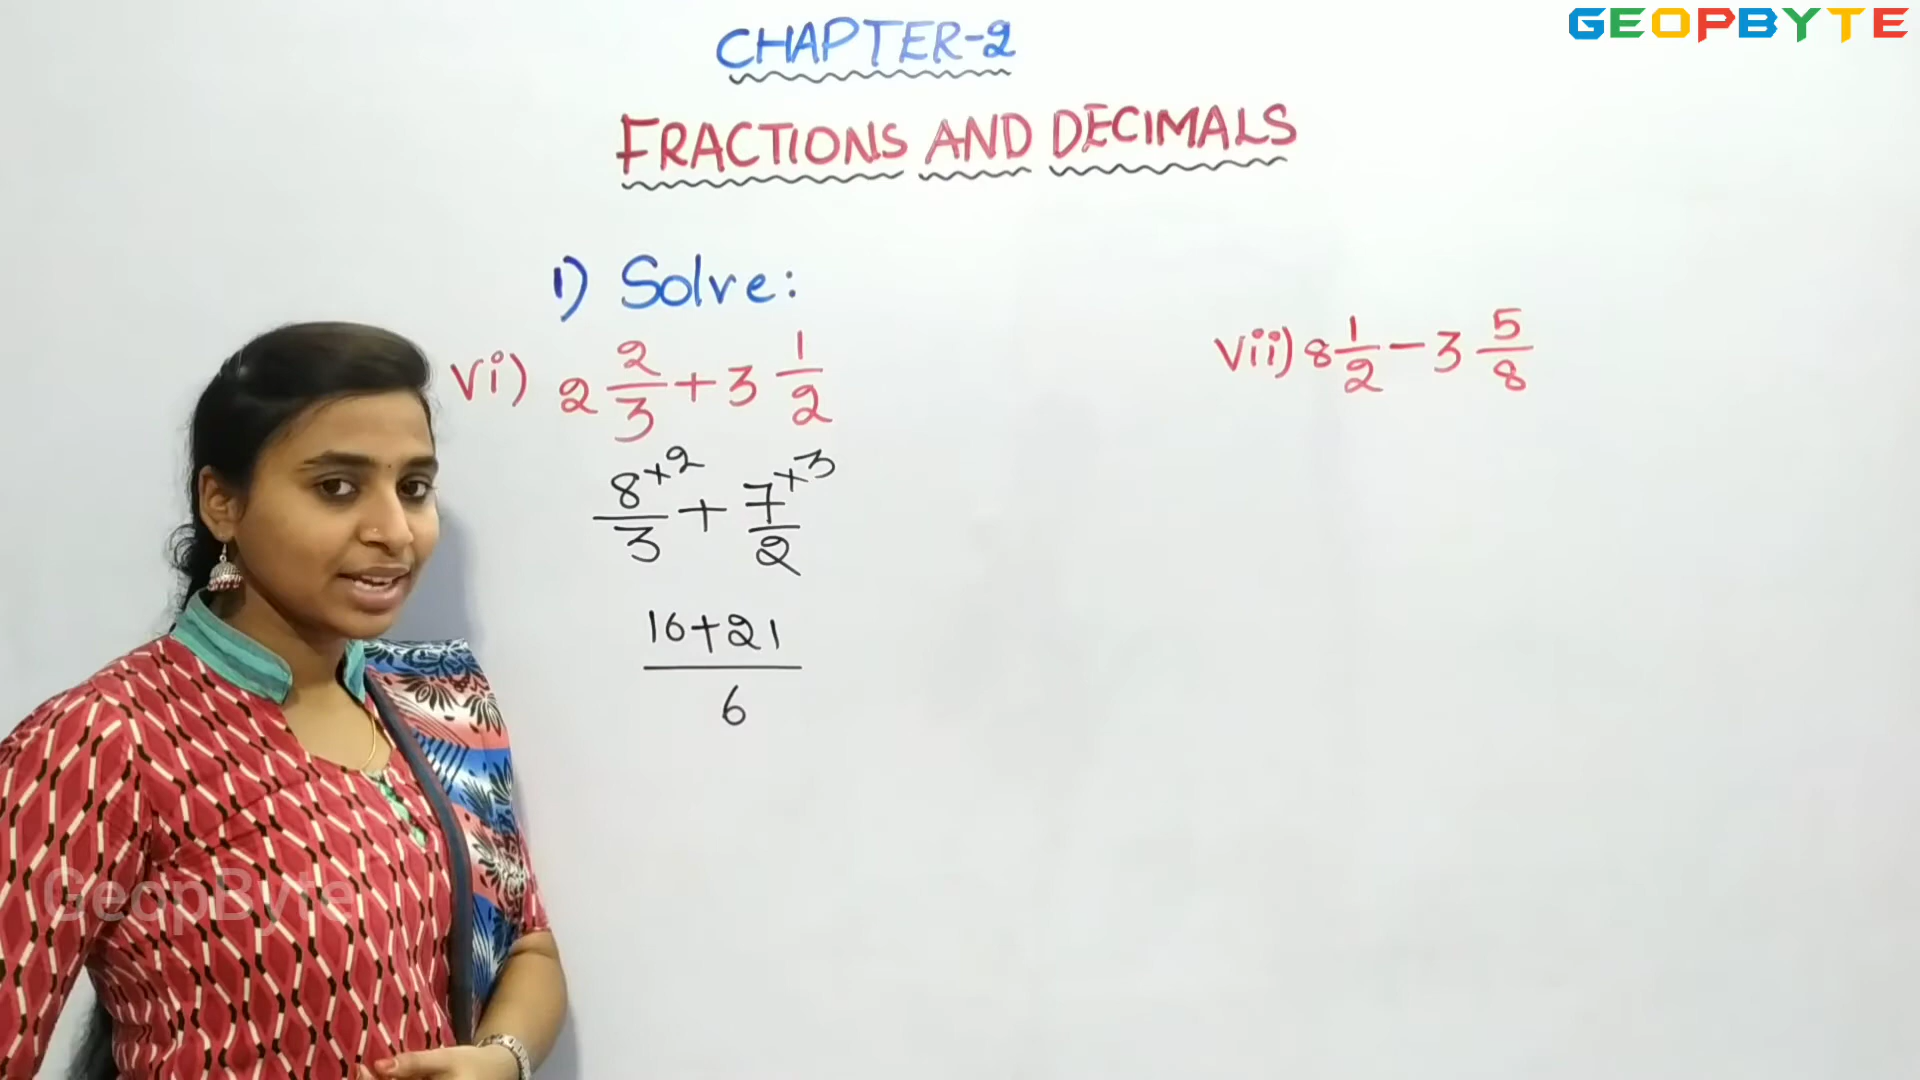 GEOPBYTE
CHAPTER-2
FRACTIONS AND DECIMALS
1) Solve:
vi) 2 2/3 + 3 1/2
8×2/3 + 7×3/2
16+21/6
vii) 8 1/2 - 3 5/8
GeopByte